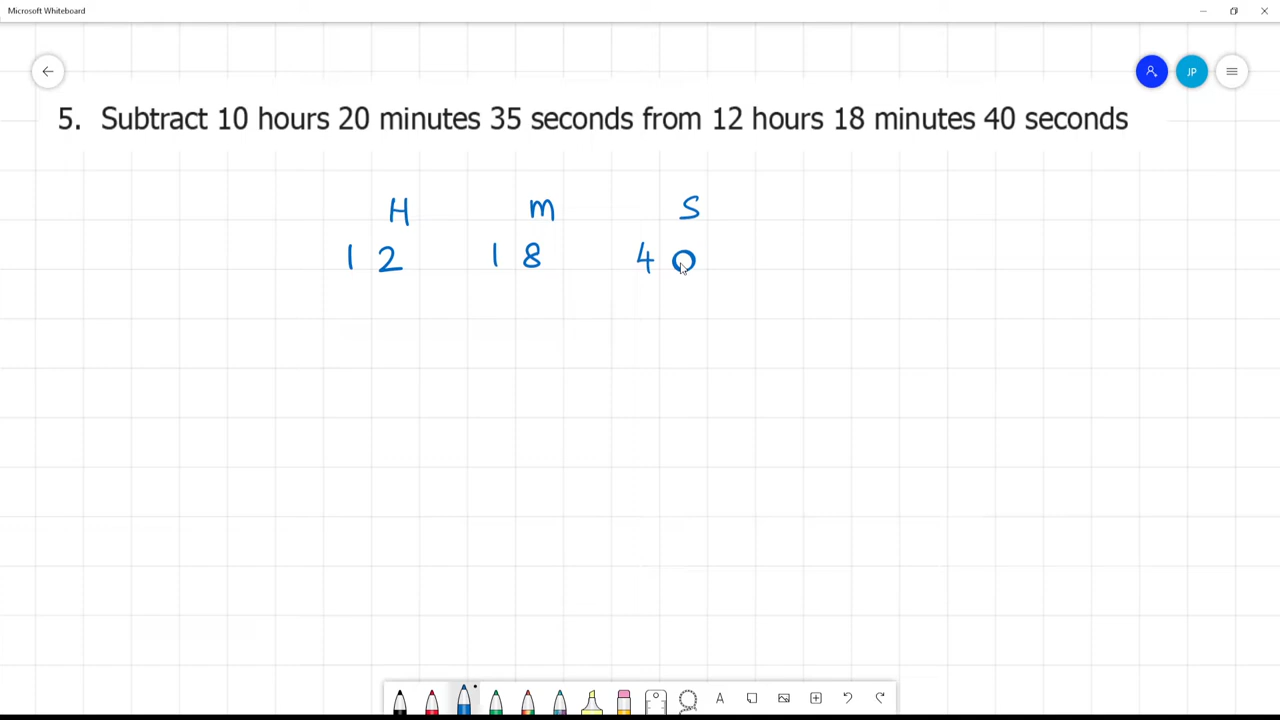 Microsoft Whiteboard
JP
5. Subtract 10 hours 20 minutes 35 seconds from 12 hours 18 minutes 40 seconds
H m S
12 18 40
A